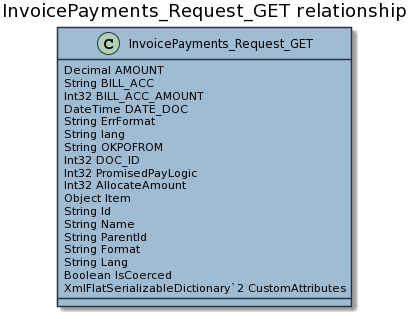 InvoicePayments_Request_GET relationship
C InvoicePayments_Request_GET
Decimal AMOUNT
String BILL_ACC
Int32 BILL_ACC_AMOUNT
DateTime DATE_DOC
String ErrFormat
String lang
String OKPOFROM
Int32 DOC_ID
Int32 PromisedPayLogic
Int32 AllocateAmount
Object Item
String Id
String Name
String ParentId
String Format
String Lang
Boolean IsCoerced
XmlFlatSerializableDictionary`2 CustomAttributes